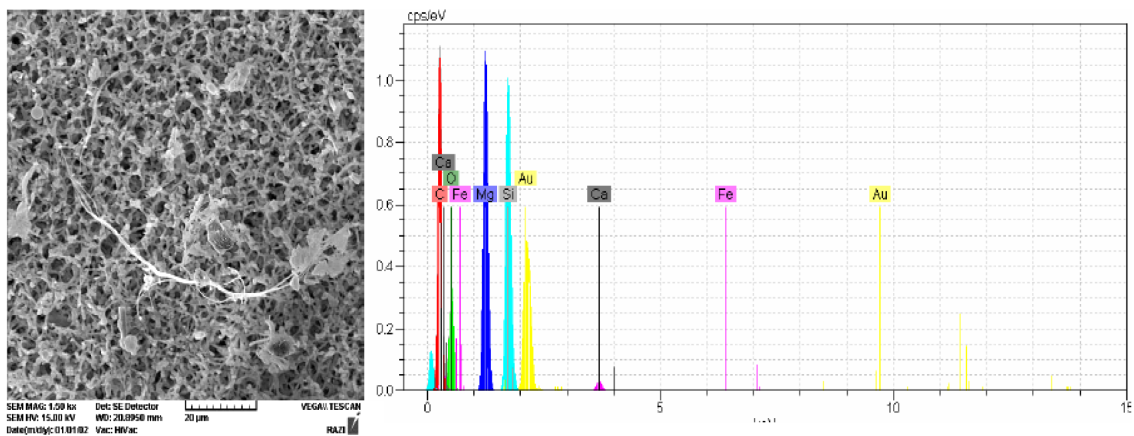 cps/eV
1.0
0.8
Ca
O
Au
C Fe Mg Si Ca Fe Au
0.6
0.4
0.2
0.0
0 5 10 15
SEM MAG: 1.50 kx Det: SE Detector VEGA\\ TESCAN
SEM HV: 15.00 kV WD: 20.8950 mm 20 µm
Date(m/d/y): 01/01/02 Vac: HiVac RAZI